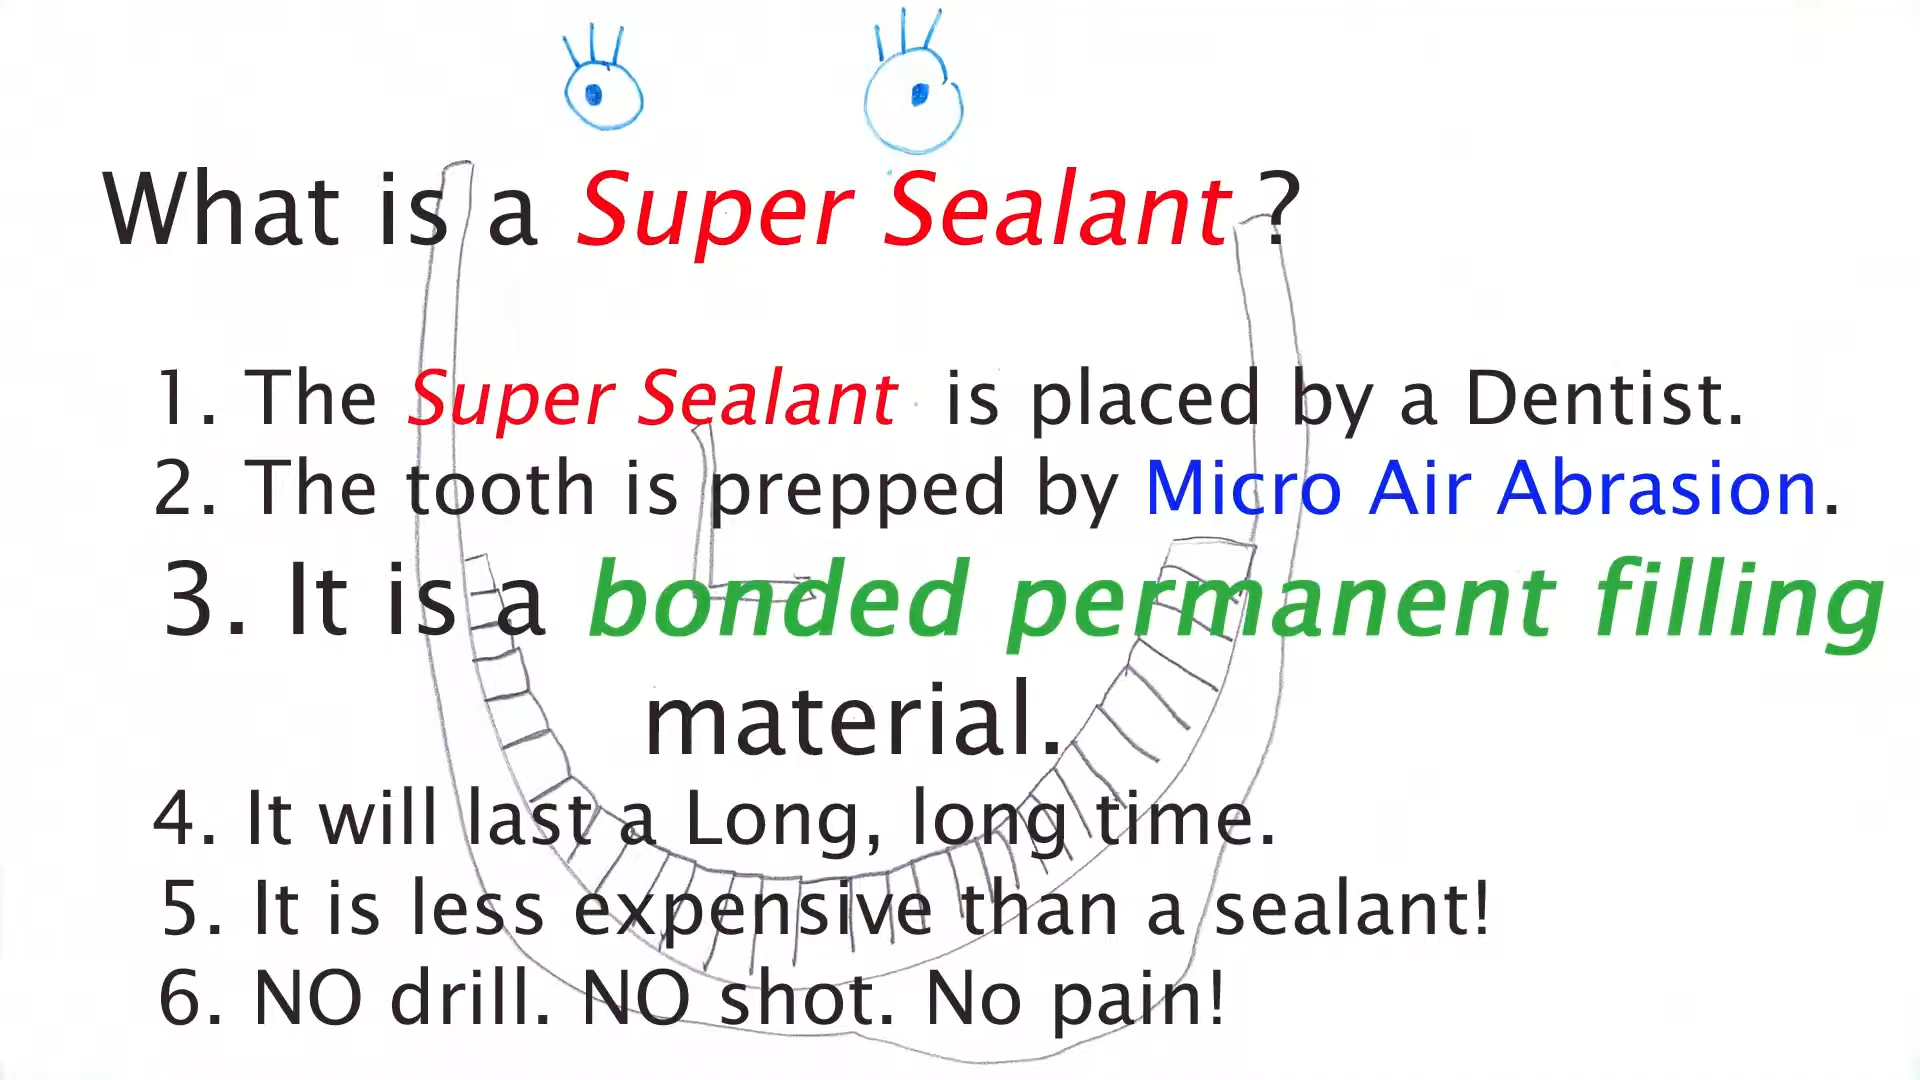 What is a Super Sealant ?
1. The Super Sealant is placed by a Dentist.
2. The tooth is prepped by Micro Air Abrasion.
3. It is a bonded permanent filling
material.
4. It will last a Long, long time.
5. It is less expensive than a sealant!
6. NO drill. NO shot. No pain!